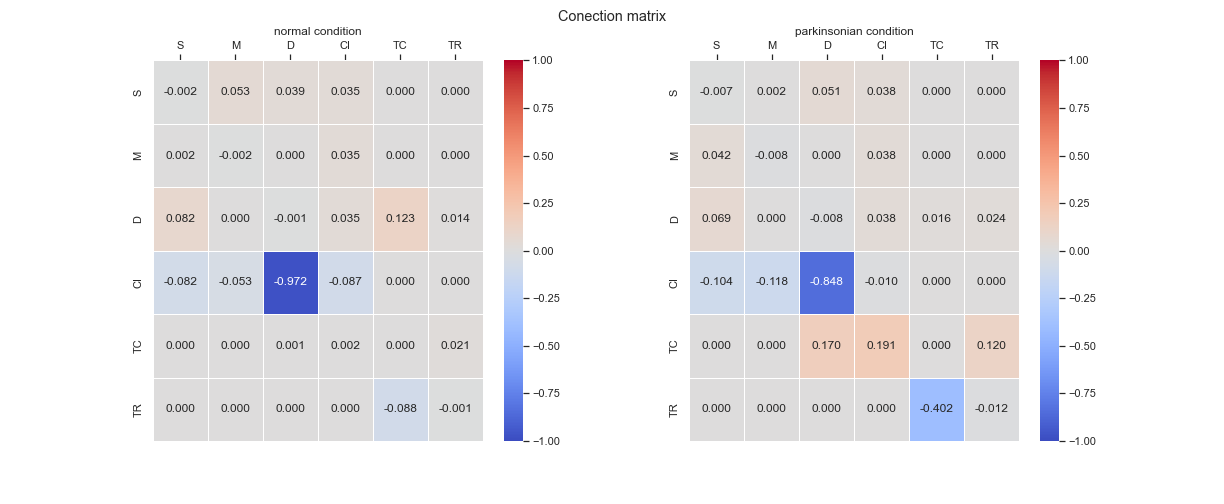 Conection matrix
normal condition
S M D CI TC TR
S -0.002 0.053 0.039 0.035 0.000 0.000
M 0.002 -0.002 0.000 0.035 0.000 0.000
D 0.082 0.000 -0.001 0.035 0.123 0.014
CI -0.082 -0.053 -0.972 -0.087 0.000 0.000
TC 0.000 0.000 0.001 0.002 0.000 0.021
TR 0.000 0.000 0.000 0.000 -0.088 -0.001
1.00
0.75
0.50
0.25
0.00
−0.25
−0.50
−0.75
−1.00
parkinsonian condition
S M D CI TC TR
S -0.007 0.002 0.051 0.038 0.000 0.000
M 0.042 -0.008 0.000 0.038 0.000 0.000
D 0.069 0.000 -0.008 0.038 0.016 0.024
CI -0.104 -0.118 -0.848 -0.010 0.000 0.000
TC 0.000 0.000 0.170 0.191 0.000 0.120
TR 0.000 0.000 0.000 0.000 -0.402 -0.012
1.00
0.75
0.50
0.25
0.00
−0.25
−0.50
−0.75
−1.00